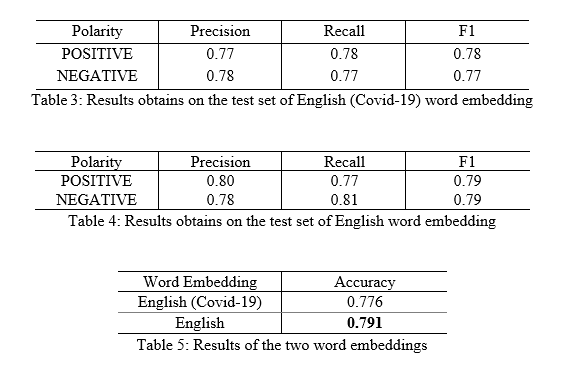 Polarity Precision Recall F1
POSITIVE 0.77 0.78 0.78
NEGATIVE 0.78 0.77 0.77
Table 3: Results obtains on the test set of English (Covid-19) word embedding
Polarity Precision Recall F1
POSITIVE 0.80 0.77 0.79
NEGATIVE 0.78 0.81 0.79
Table 4: Results obtains on the test set of English word embedding
Word Embedding Accuracy
English (Covid-19) 0.776
English 0.791
Table 5: Results of the two word embeddings